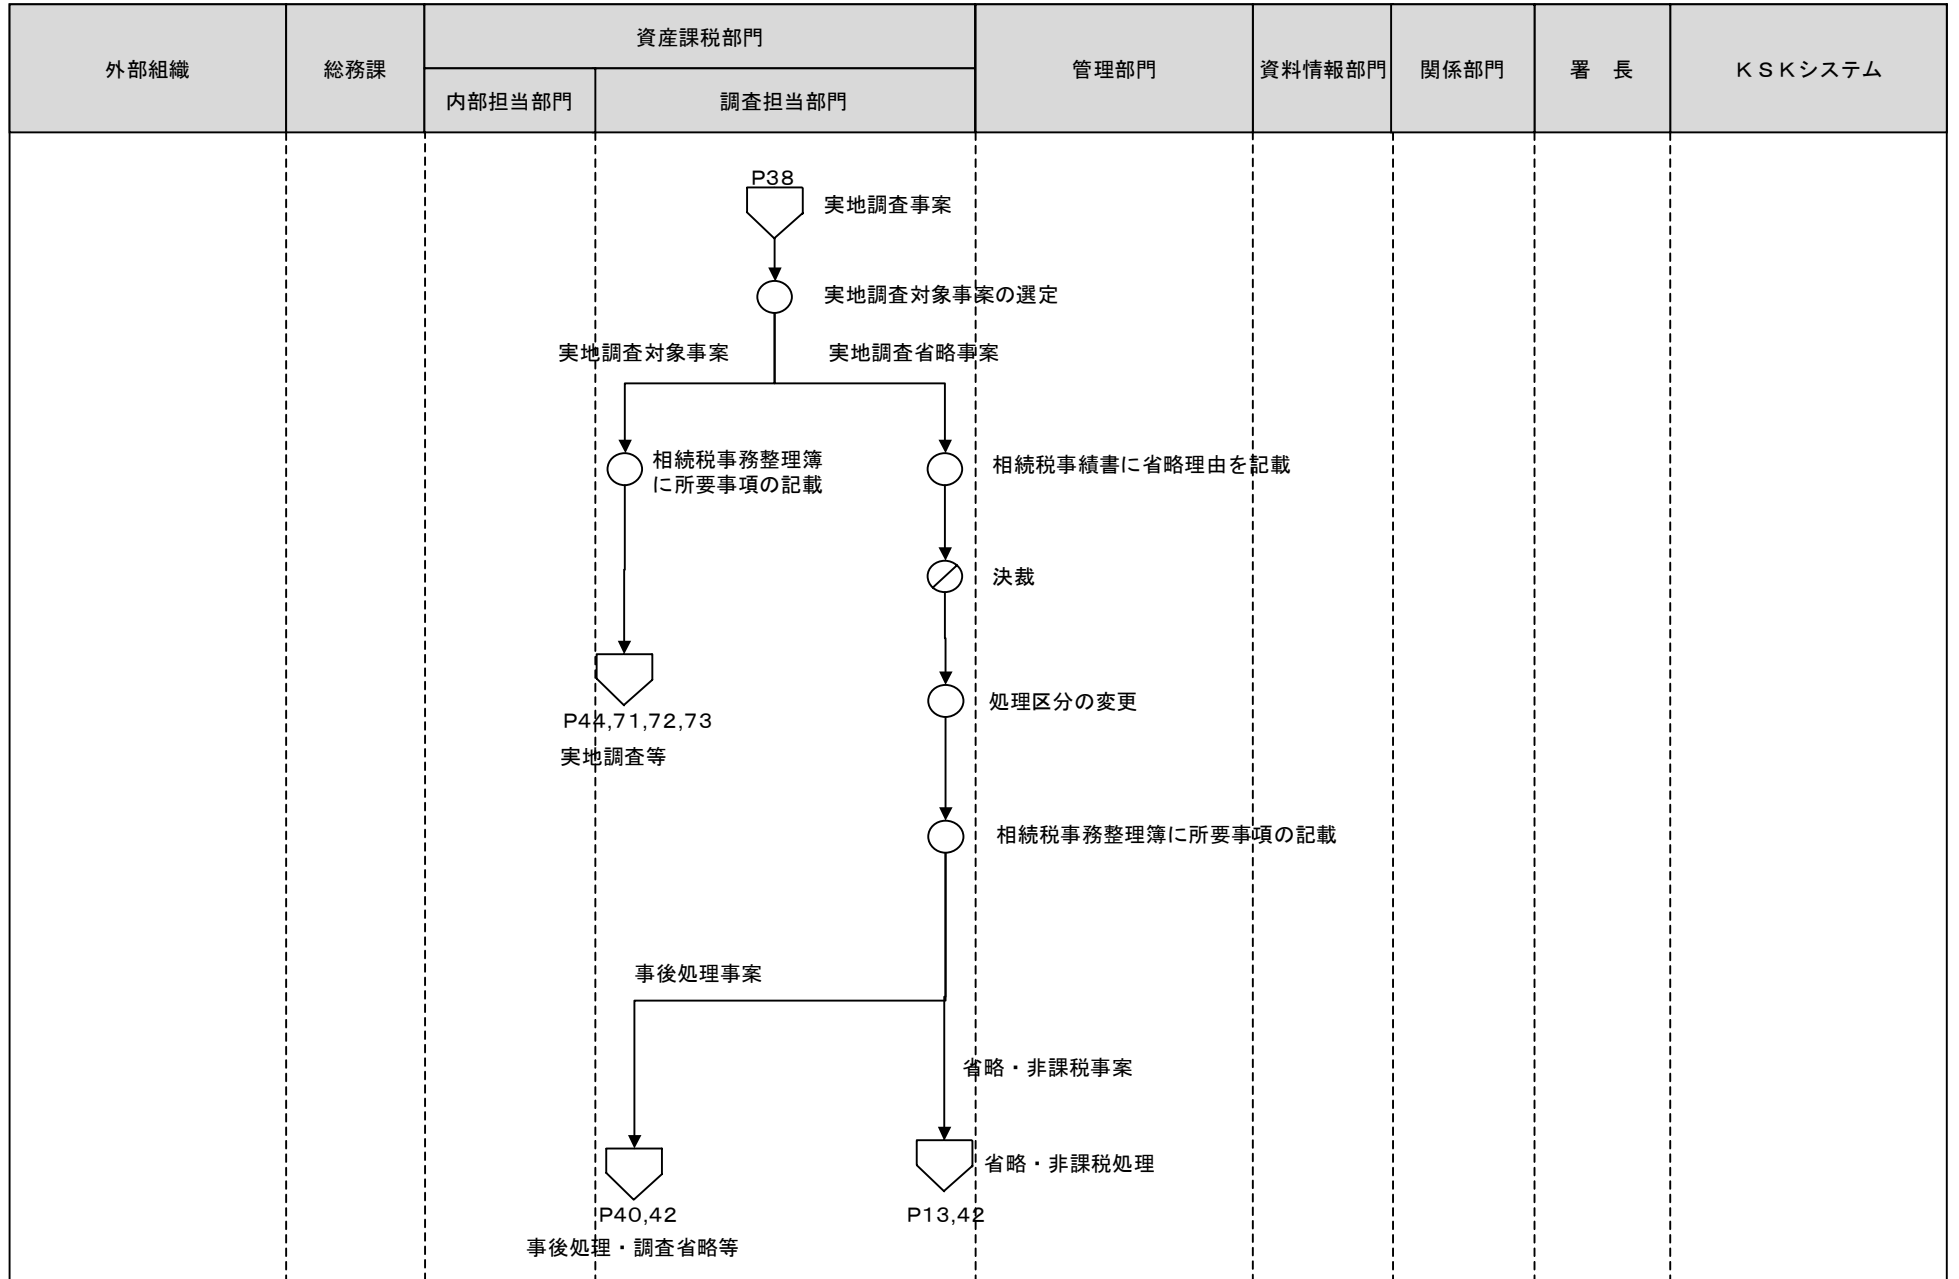 外部組織
総務課
資産課税部門
内部担当部門
調査担当部門
管理部門
資料情報部門
関係部門
署　長
ＫＳＫシステム
P38
実地調査事案
実地調査対象事案の選定
実地調査対象事案
実地調査省略事案
相続税事務整理簿
に所要事項の記載
相続税事績書に省略理由を記載
決裁
処理区分の変更
P44,71,72,73
実地調査等
相続税事務整理簿に所要事項の記載
事後処理事案
省略・非課税事案
省略・非課税処理
P40,42
P13,42
事後処理・調査省略等